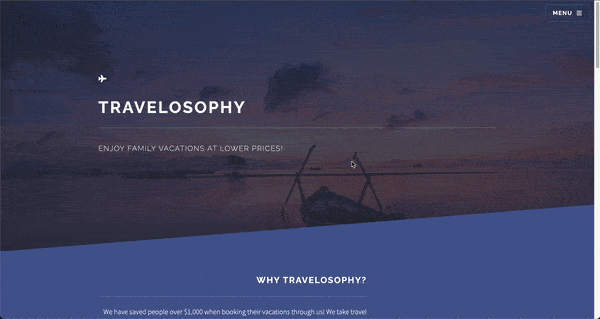 MENU
TRAVELOSOPHY
ENJOY FAMILY VACATIONS AT LOWER PRICES!
WHY TRAVELOSOPHY?
We have saved people over $1,000 when booking their vacations through us! We take travel